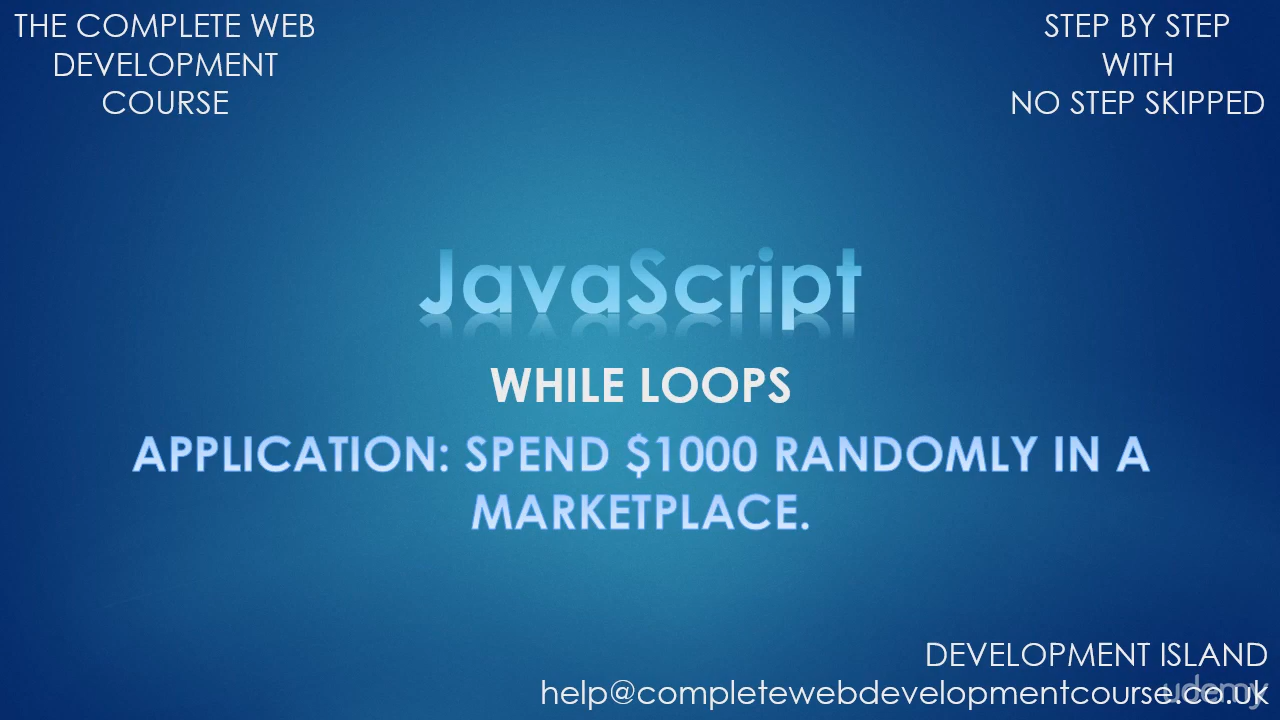 THE COMPLETE WEB
DEVELOPMENT
COURSE
STEP BY STEP
WITH
NO STEP SKIPPED
JavaScript
WHILE LOOPS
APPLICATION: SPEND $1000 RANDOMLY IN A
MARKETPLACE.
DEVELOPMENT ISLAND
help@completewebdevelopmentcourse.co.uk
udemy